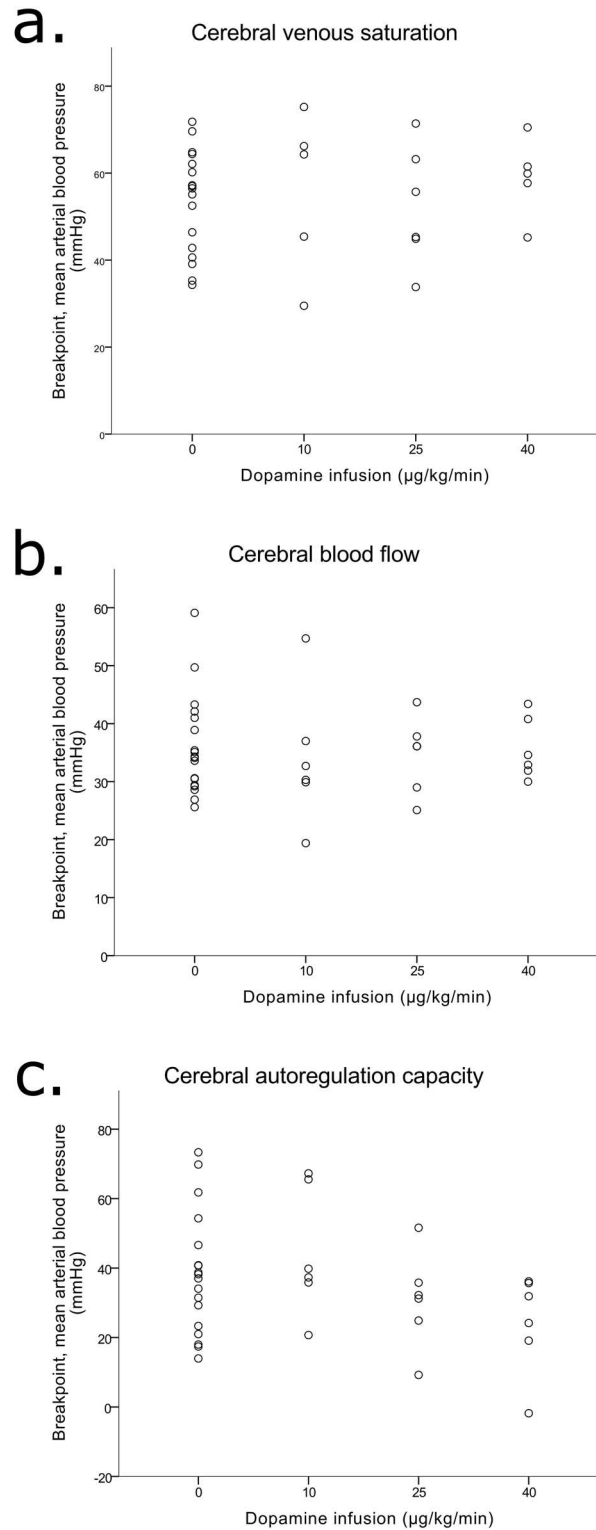 a.
Cerebral venous saturation
Breakpoint, mean arterial blood pressure
(mmHg)
80
60
40
20
0
0 10 25 40
Dopamine infusion (µg/kg/min)
b.
Cerebral blood flow
Breakpoint, mean arterial blood pressure
(mmHg)
60
50
40
30
20
10
0
0 10 25 40
Dopamine infusion (µg/kg/min)
c.
Cerebral autoregulation capacity
Breakpoint, mean arterial blood pressure
(mmHg)
80
60
40
20
0
-20
0 10 25 40
Dopamine infusion (µg/kg/min)